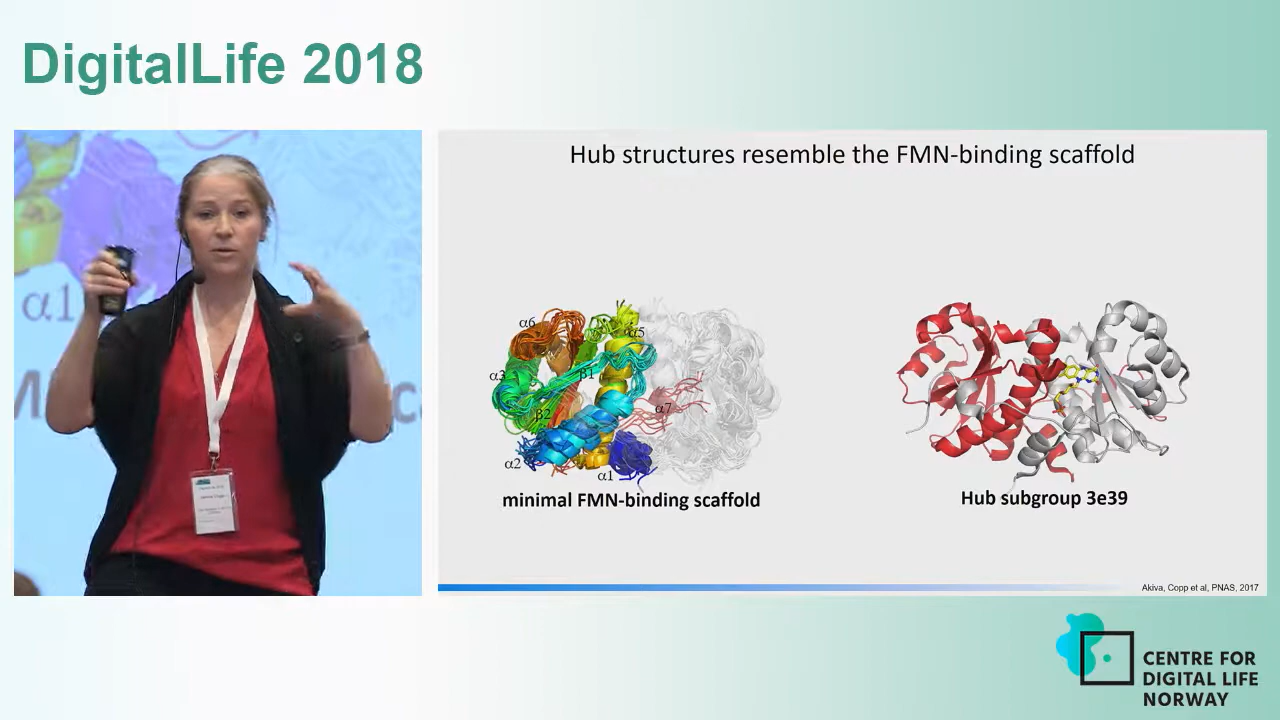 DigitalLife 2018
Hub structures resemble the FMN-binding scaffold
α1
α6
α5
α3
β1
β2
α7
α2
α1
minimal FMN-binding scaffold
Hub subgroup 3e39
Akiva, Copp et al, PNAS, 2017
CENTRE FOR
DIGITAL LIFE
NORWAY